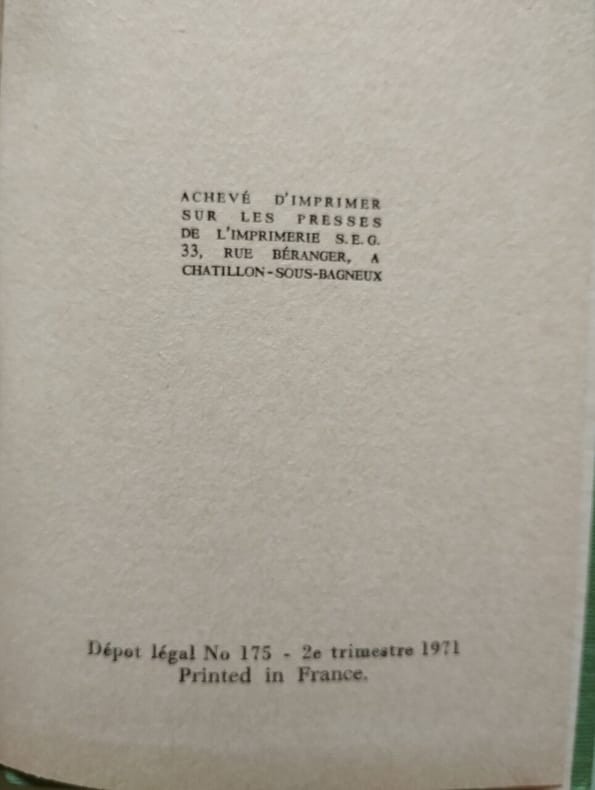 ACHEVÉ D'IMPRIMER
SUR LES PRESSES
DE L'IMPRIMERIE S.E.G.
33, RUE BÉRANGER, A
CHATILLON-SOUS-BAGNEUX
Dépot légal No 175 - 2e trimestre 1971
Printed in France.